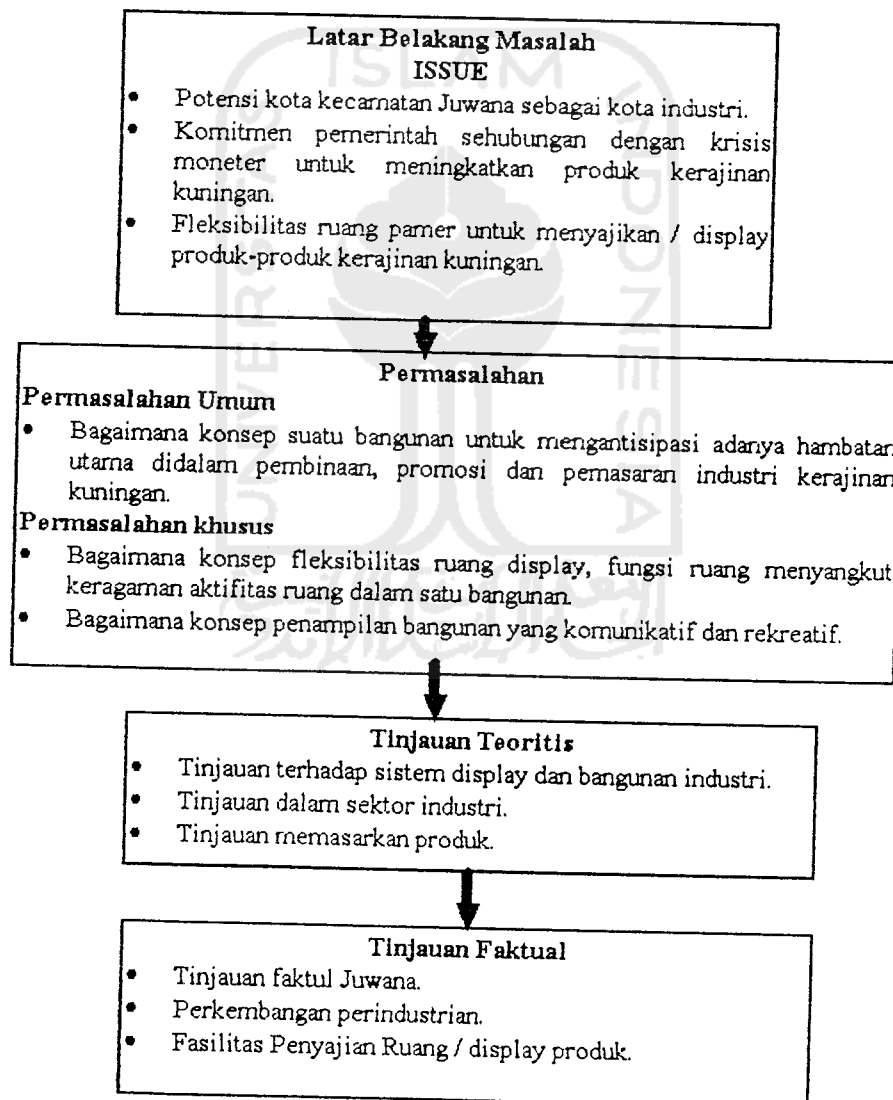 Latar Belakang Masalah
ISSUE
• Potensi kota kecamatan Juwana sebagai kota industri.
• Komitmen pemerintah sehubungan dengan krisis
moneter untuk meningkatkan produk kerajinan
kuningan.
• Fleksibilitas ruang pamer untuk menyajikan / display
produk-produk kerajinan kuningan.
Permasalahan
Permasalahan Umum
• Bagaimana konsep suatu bangunan untuk mengantisipasi adanya hambatan
utama didalam pembinaan, promosi dan pemasaran industri kerajinan
kuningan.
Permasalahan khusus
• Bagaimana konsep fleksibilitas ruang display, fungsi ruang menyangkut
keragaman aktifitas ruang dalam satu bangunan.
• Bagaimana konsep penampilan bangunan yang komunikatif dan rekreatif.
Tinjauan Teoritis
• Tinjauan terhadap sistem display dan bangunan industri.
• Tinjauan dalam sektor industri.
• Tinjauan memasarkan produk.
Tinjauan Faktual
• Tinjauan faktul Juwana.
• Perkembangan perindustrian.
• Fasilitas Penyajian Ruang / display produk.
UNIVERSITAS
ISLAM
INDONESIA